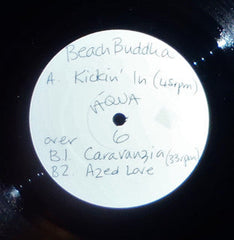 Beach Buddha
A. Kickin' In (45rpm)
AQUA
over 6
B1. Caravanzia (33rpm)
B2. Azed Love